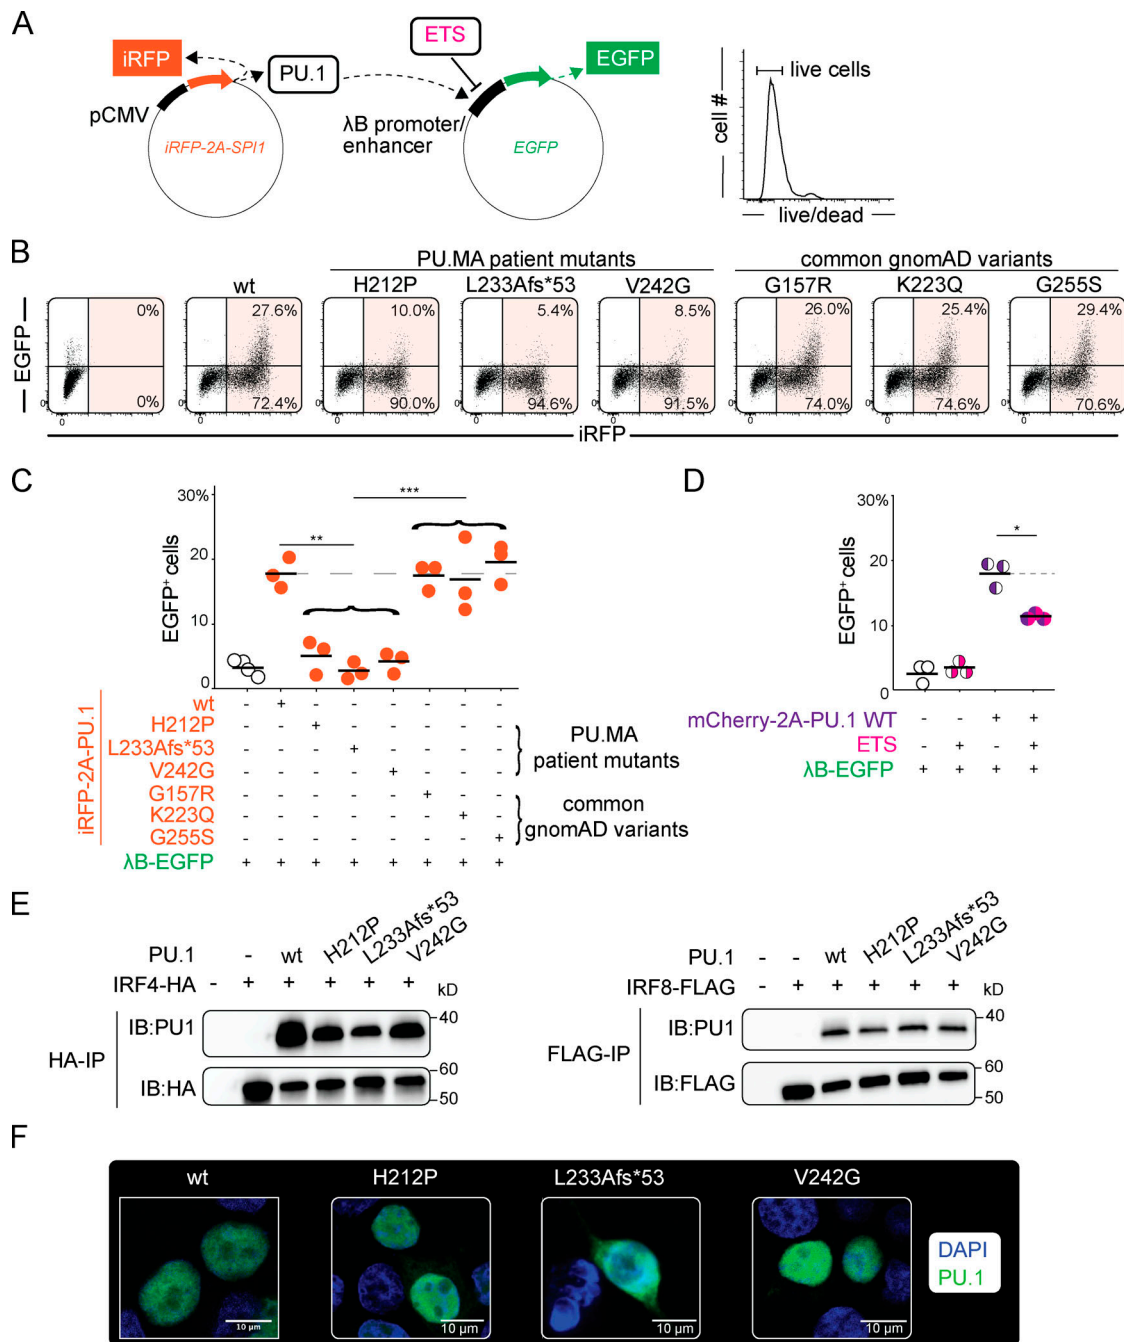 A
iRFP
PU.1
pCMV
iRFP-2A-SPI1
ETS
EGFP
λB promoter/
enhancer
EGFP
cell #
live cells
live/dead
B
PU.MA patient mutants
common gnomAD variants
wt
H212P
L233Afs*53
V242G
G157R
K223Q
G255S
EGFP
0%
27.6%
10.0%
5.4%
8.5%
26.0%
25.4%
29.4%
0%
72.4%
90.0%
94.6%
91.5%
74.0%
74.6%
70.6%
0
0
0
0
0
0
0
0
iRFP
C
EGFP+ cells
30%
20
10
0
**
***
iRFP-2A-PU.1
wt - + - - - - - -
H212P - - + - - - - -
L233Afs*53 - - - + - - - -
V242G - - - - + - - -
G157R - - - - - + - -
K223Q - - - - - - + -
G255S - - - - - - - +
λB-EGFP + + + + + + + +
PU.MA
patient mutants
common
gnomAD variants
D
EGFP+ cells
30%
20
10
0
*
mCherry-2A-PU.1 WT - - + +
ETS - + - +
λB-EGFP + + + +
E
PU.1 - wt H212P L233Afs*53 V242G
IRF4-HA - + + + + +
kD
HA-IP
IB:PU1
40
IB:HA
60
50
PU.1 - - wt H212P L233Afs*53 V242G
IRF8-FLAG - + + + + +
kD
FLAG-IP
IB:PU1
40
IB:FLAG
60
50
F
wt
H212P
L233Afs*53
V242G
10 µm
10 µm
10 µm
10 µm
DAPI
PU.1